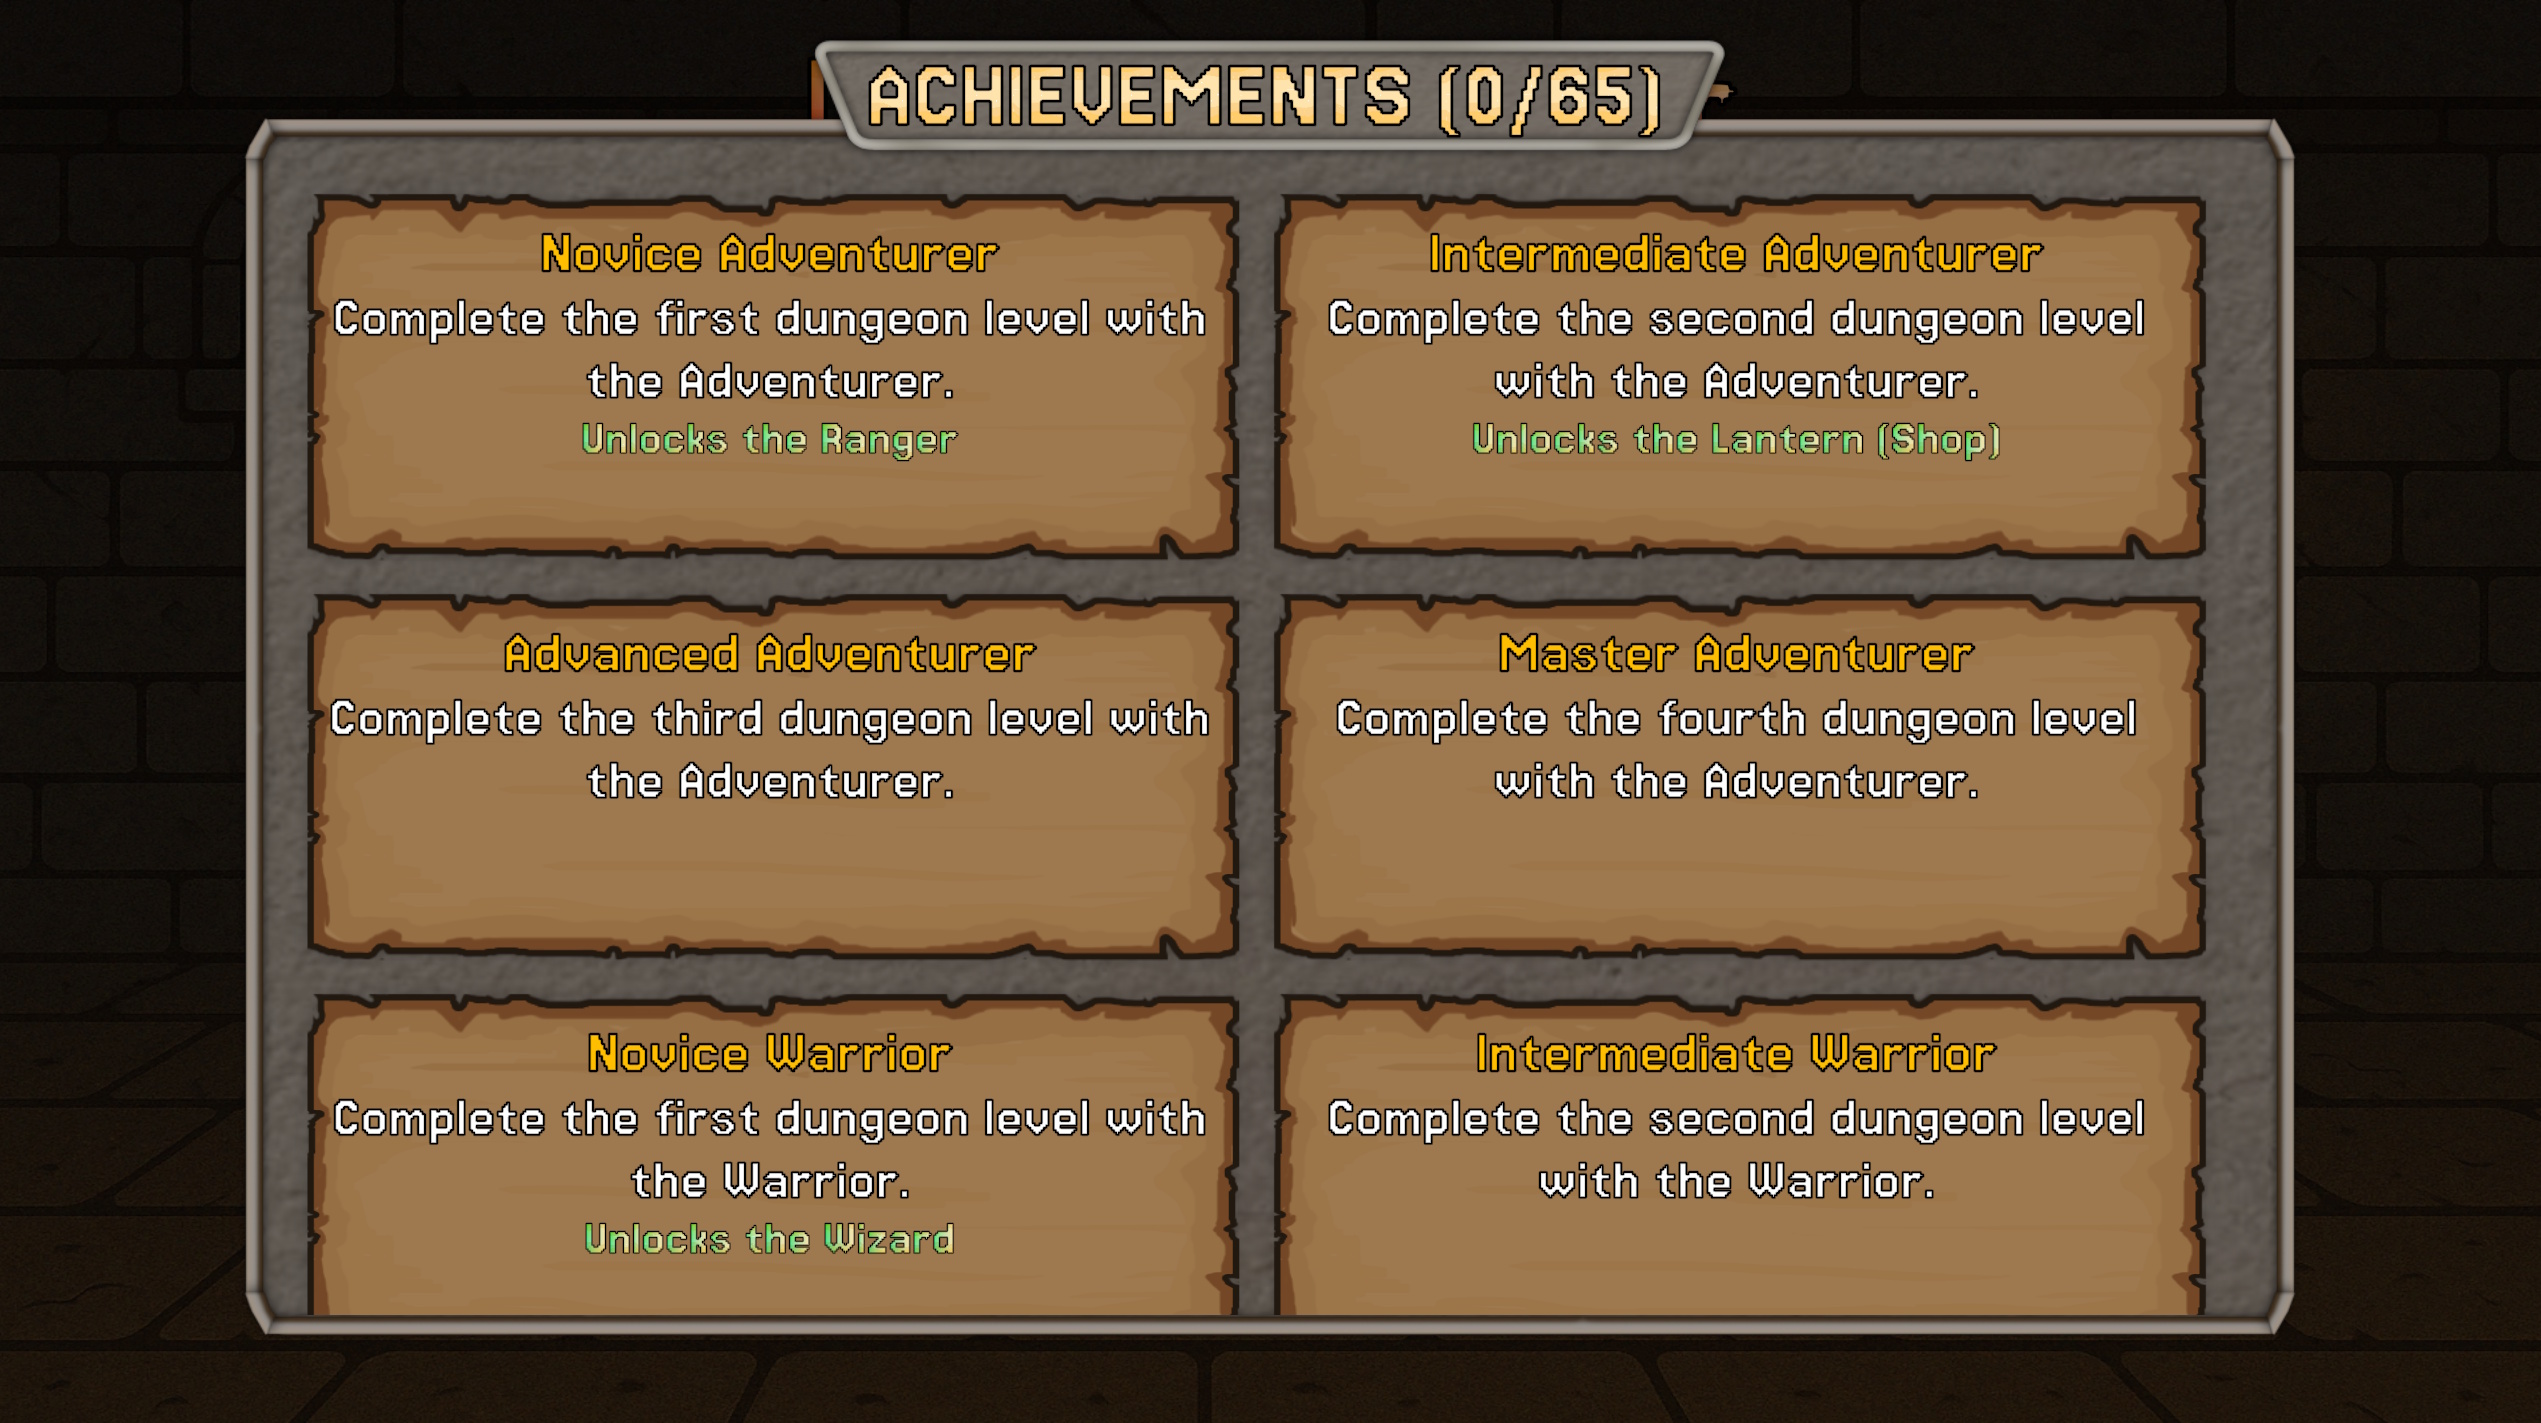 ACHIEVEMENTS (0/65)
Novice Adventurer
Complete the first dungeon level with
the Adventurer.
Unlocks the Ranger
Intermediate Adventurer
Complete the second dungeon level
with the Adventurer.
Unlocks the Lantern (Shop)
Advanced Adventurer
Complete the third dungeon level with
the Adventurer.
Master Adventurer
Complete the fourth dungeon level
with the Adventurer.
Novice Warrior
Complete the first dungeon level with
the Warrior.
Unlocks the Wizard
Intermediate Warrior
Complete the second dungeon level
with the Warrior.